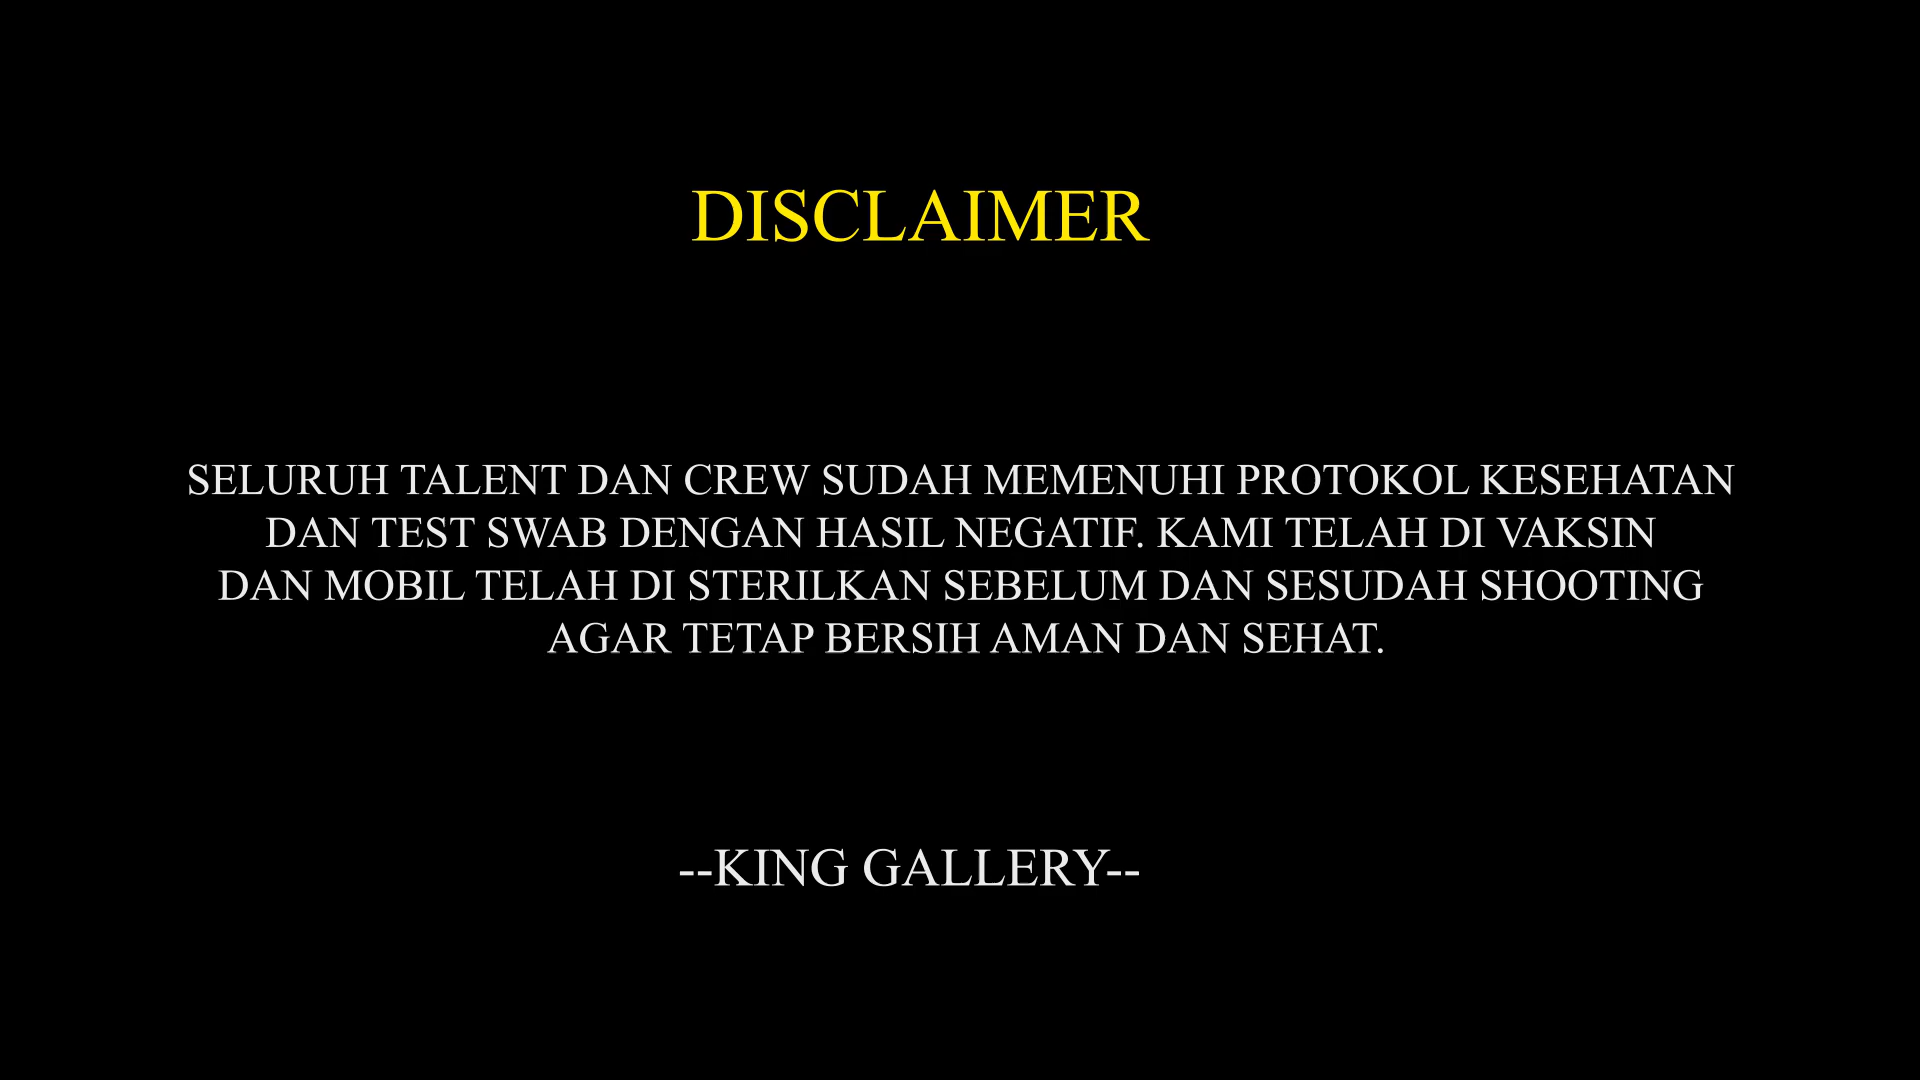 DISCLAIMER
SELURUH TALENT DAN CREW SUDAH MEMENUHI PROTOKOL KESEHATAN
DAN TEST SWAB DENGAN HASIL NEGATIF. KAMI TELAH DI VAKSIN
DAN MOBIL TELAH DI STERILKAN SEBELUM DAN SESUDAH SHOOTING
AGAR TETAP BERSIH AMAN DAN SEHAT.
--KING GALLERY--